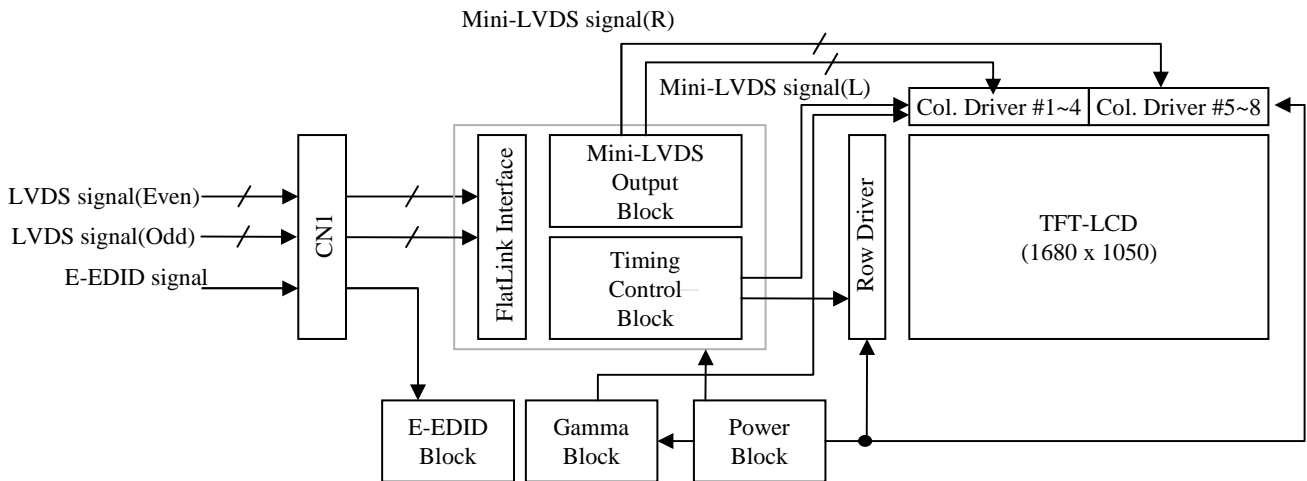 Mini-LVDS signal(R)
Mini-LVDS signal(L)
Col. Driver #1~4
Col. Driver #5~8
LVDS signal(Even)
LVDS signal(Odd)
E-EDID signal
CN1
FlatLink Interface
Mini-LVDS
Output
Block
Timing
Control
Block
Row Driver
TFT-LCD
(1680 x 1050)
E-EDID
Block
Gamma
Block
Power
Block